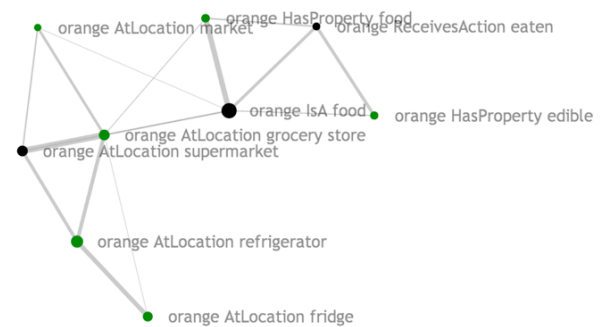 orange HasProperty food
orange AtLocation market
orange ReceivesAction eaten
orange IsA food
orange HasProperty edible
orange AtLocation grocery store
orange AtLocation supermarket
orange AtLocation refrigerator
orange AtLocation fridge